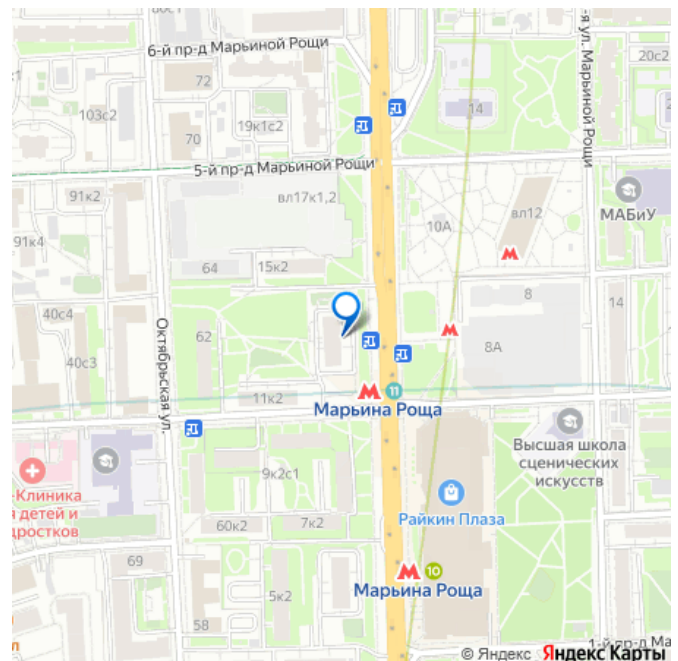 6-й пр-д Марьиной Рощи
20с2
72
103с2
14
19к1с2
70
-я ул. Марьиной Рощи
5-й пр-д Марьиной Рощи
91к2
вл17к1,2
вл12
МАБиУ
10А
91к4
64
15к2
8
14
40с4
62
8А
40с3
Октябрьская ул.
11к2
11
Марьина Роща
Высшая школа
сценических
искусств
9к2с1
-Клиника
я детей и
дростков
Райкин Плаза
60к2
7к2
69
10
Марьина Роща
5к2
58
л
1-й пр-д Ма
© Яндекс Яндекс Карты